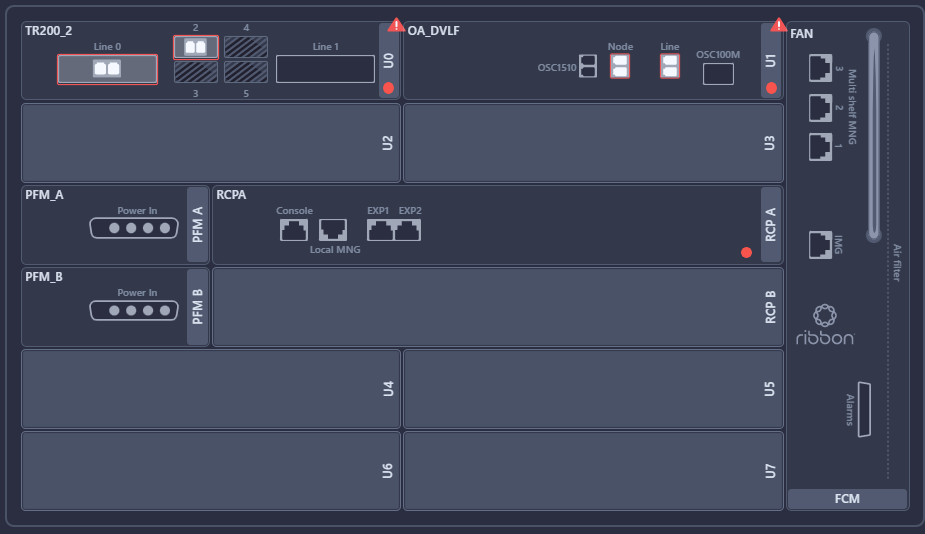 TR200_2
Line 0
2
4
3
5
Line 1
U0
OA_DVLF
OSC1510
Node
Line
OSC100M
U1
U2
U3
PFM_A
Power In
PFM A
RCPA
Console
Local MNG
EXP1
EXP2
RCP A
PFM_B
Power In
PFM B
RCP B
U4
U5
U6
U7
FAN
3
2
1
Multi shelf MNG
IMG
Air filter
ribbon
Alarms
FCM